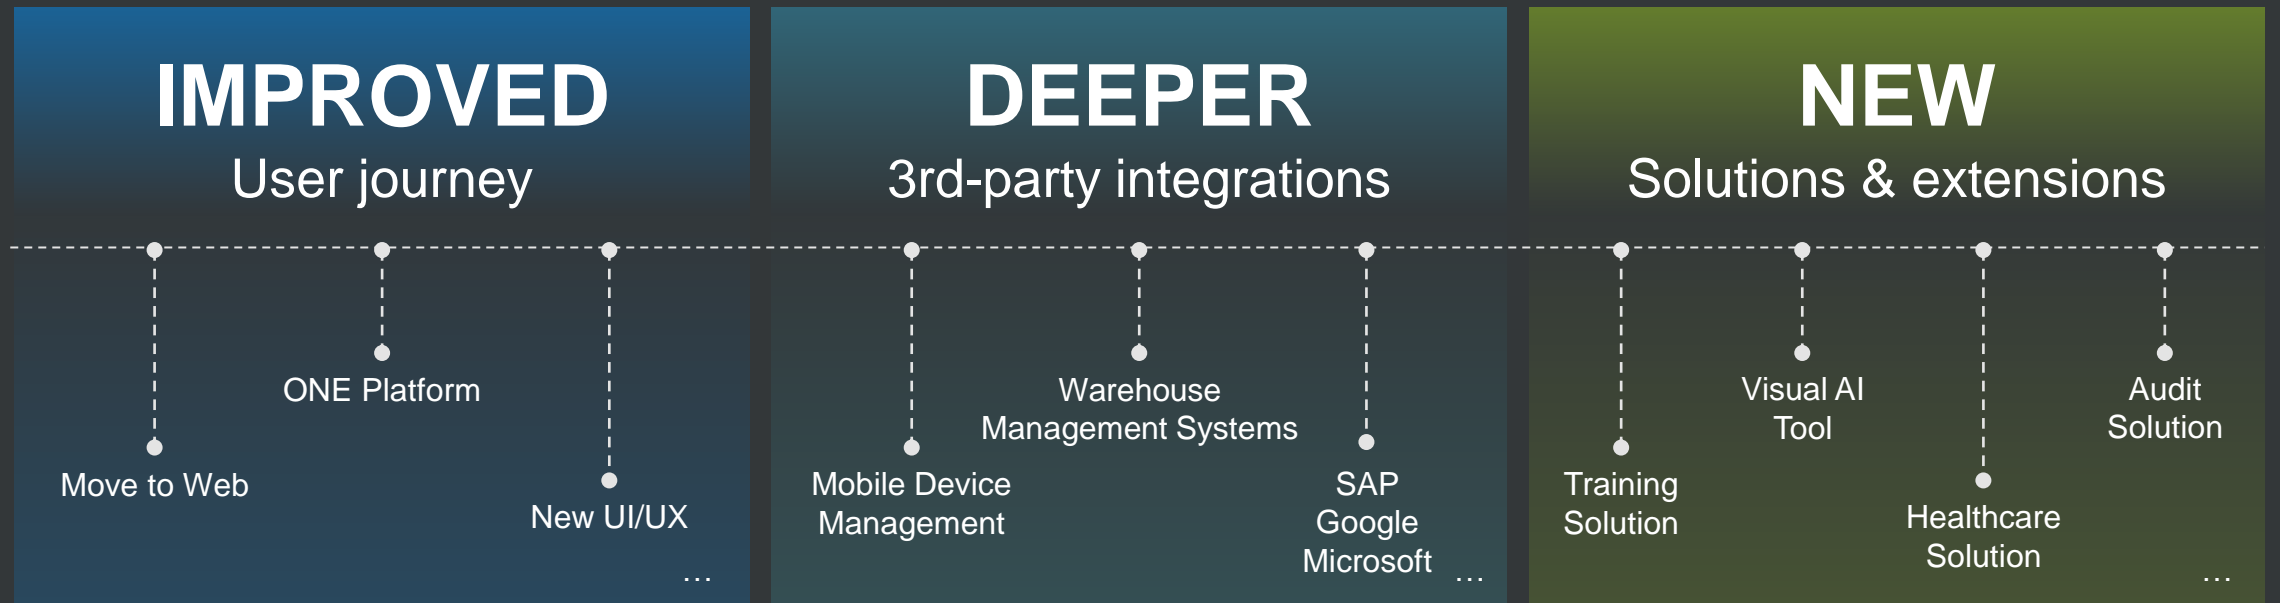 IMPROVED
User journey
ONE Platform
Move to Web
New UI/UX
...
DEEPER
3rd-party integrations
Warehouse
Management Systems
Mobile Device
Management
SAP
Google
Microsoft
...
NEW
Solutions & extensions
Visual AI
Tool
Audit
Solution
Training
Solution
Healthcare
Solution
...